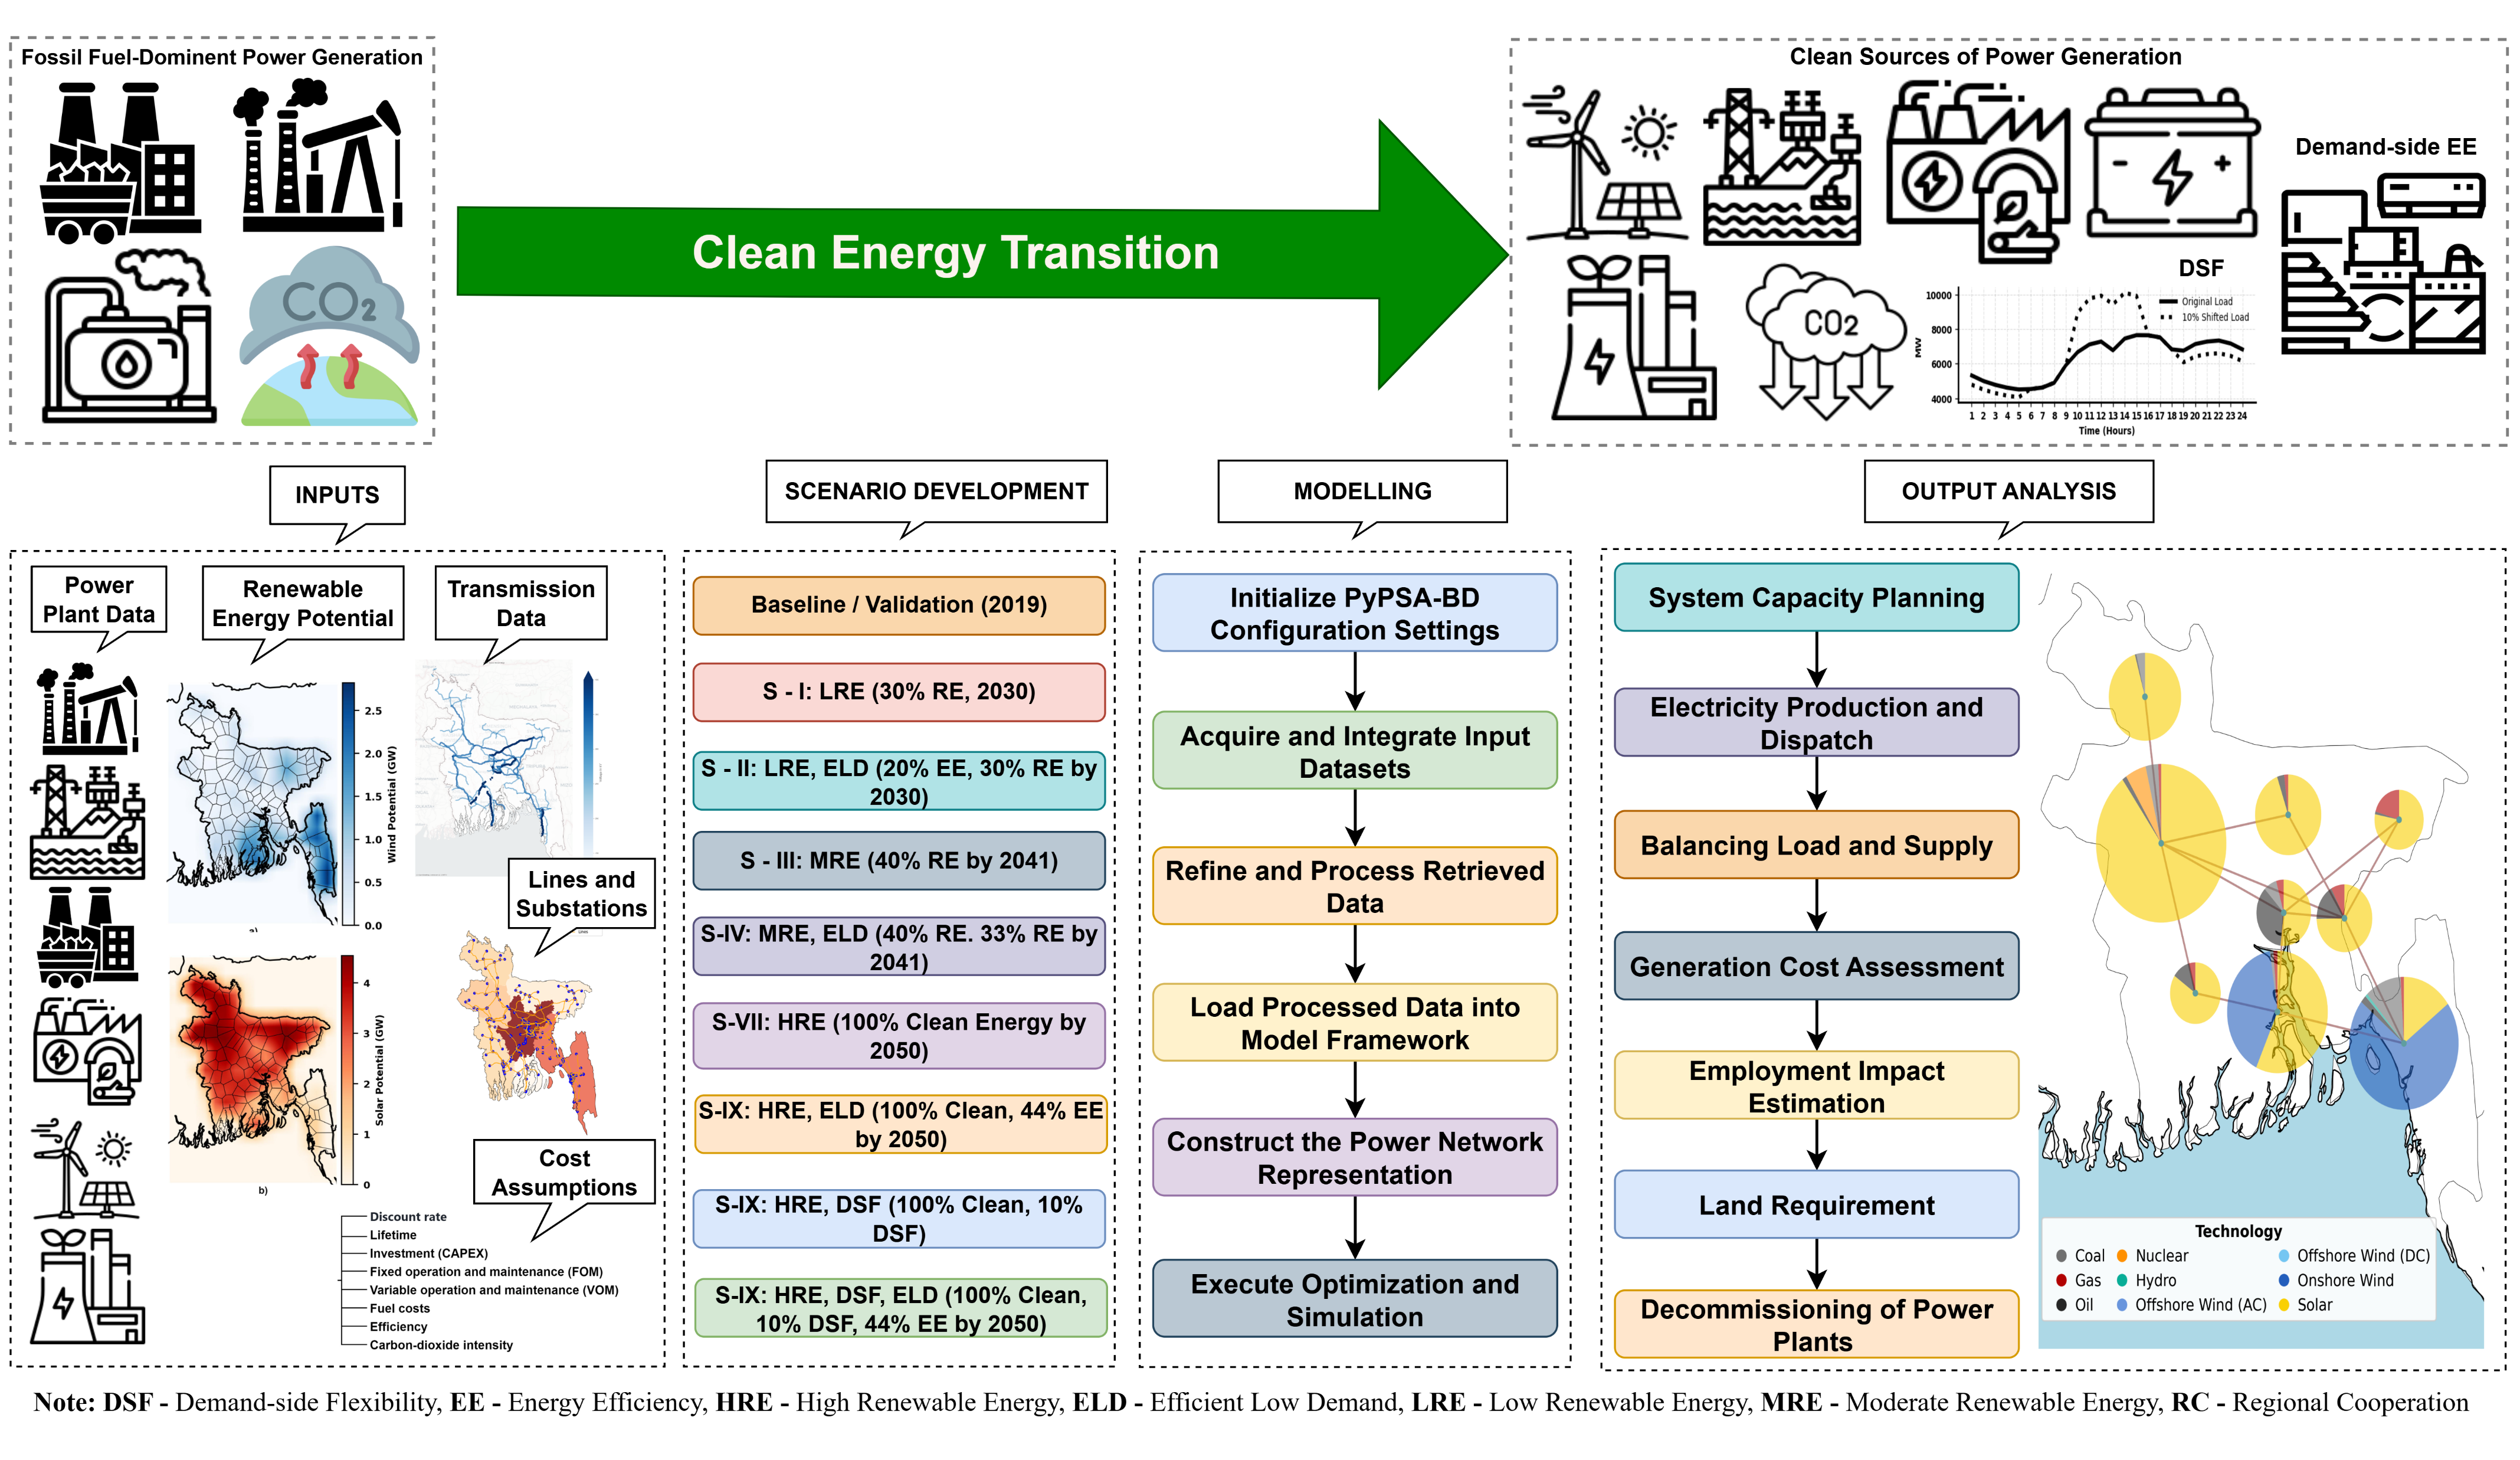 Fossil Fuel-Dominent Power Generation
CO2
Clean Energy Transition
Clean Sources of Power Generation
Demand-side EE
CO2
DSF
10000
8000
6000
4000
MW
Original Load
10% Shifted Load
1 2 3 4 5 6 7 8 9 10 11 12 13 14 15 16 17 18 19 20 21 22 23 24
Time (Hours)
INPUTS
Power
Plant Data
Renewable
Energy Potential
Transmission
Data
2.5
2.0
1.5
1.0
0.5
0.0
Wind Potential (GW)
a)
Lines and
Substations
4
3
2
1
0
Solar Potential (GW)
b)
Cost
Assumptions
Discount rate
Lifetime
Investment (CAPEX)
Fixed operation and maintenance (FOM)
Variable operation and maintenance (VOM)
Fuel costs
Efficiency
Carbon-dioxide intensity
SCENARIO DEVELOPMENT
Baseline / Validation (2019)
S - I: LRE (30% RE, 2030)
S - II: LRE, ELD (20% EE, 30% RE by
2030)
S - III: MRE (40% RE by 2041)
S-IV: MRE, ELD (40% RE. 33% RE by
2041)
S-VII: HRE (100% Clean Energy by
2050)
S-IX: HRE, ELD (100% Clean, 44% EE
by 2050)
S-IX: HRE, DSF (100% Clean, 10%
DSF)
S-IX: HRE, DSF, ELD (100% Clean,
10% DSF, 44% EE by 2050)
MODELLING
Initialize PyPSA-BD
Configuration Settings
Acquire and Integrate Input
Datasets
Refine and Process Retrieved
Data
Load Processed Data into
Model Framework
Construct the Power Network
Representation
Execute Optimization and
Simulation
OUTPUT ANALYSIS
System Capacity Planning
Electricity Production and
Dispatch
Balancing Load and Supply
Generation Cost Assessment
Employment Impact
Estimation
Land Requirement
Decommissioning of Power
Plants
Technology
Coal
Gas
Oil
Nuclear
Hydro
Offshore Wind (AC)
Offshore Wind (DC)
Onshore Wind
Solar
Note: DSF - Demand-side Flexibility, EE - Energy Efficiency, HRE - High Renewable Energy, ELD - Efficient Low Demand, LRE - Low Renewable Energy, MRE - Moderate Renewable Energy, RC - Regional Cooperation